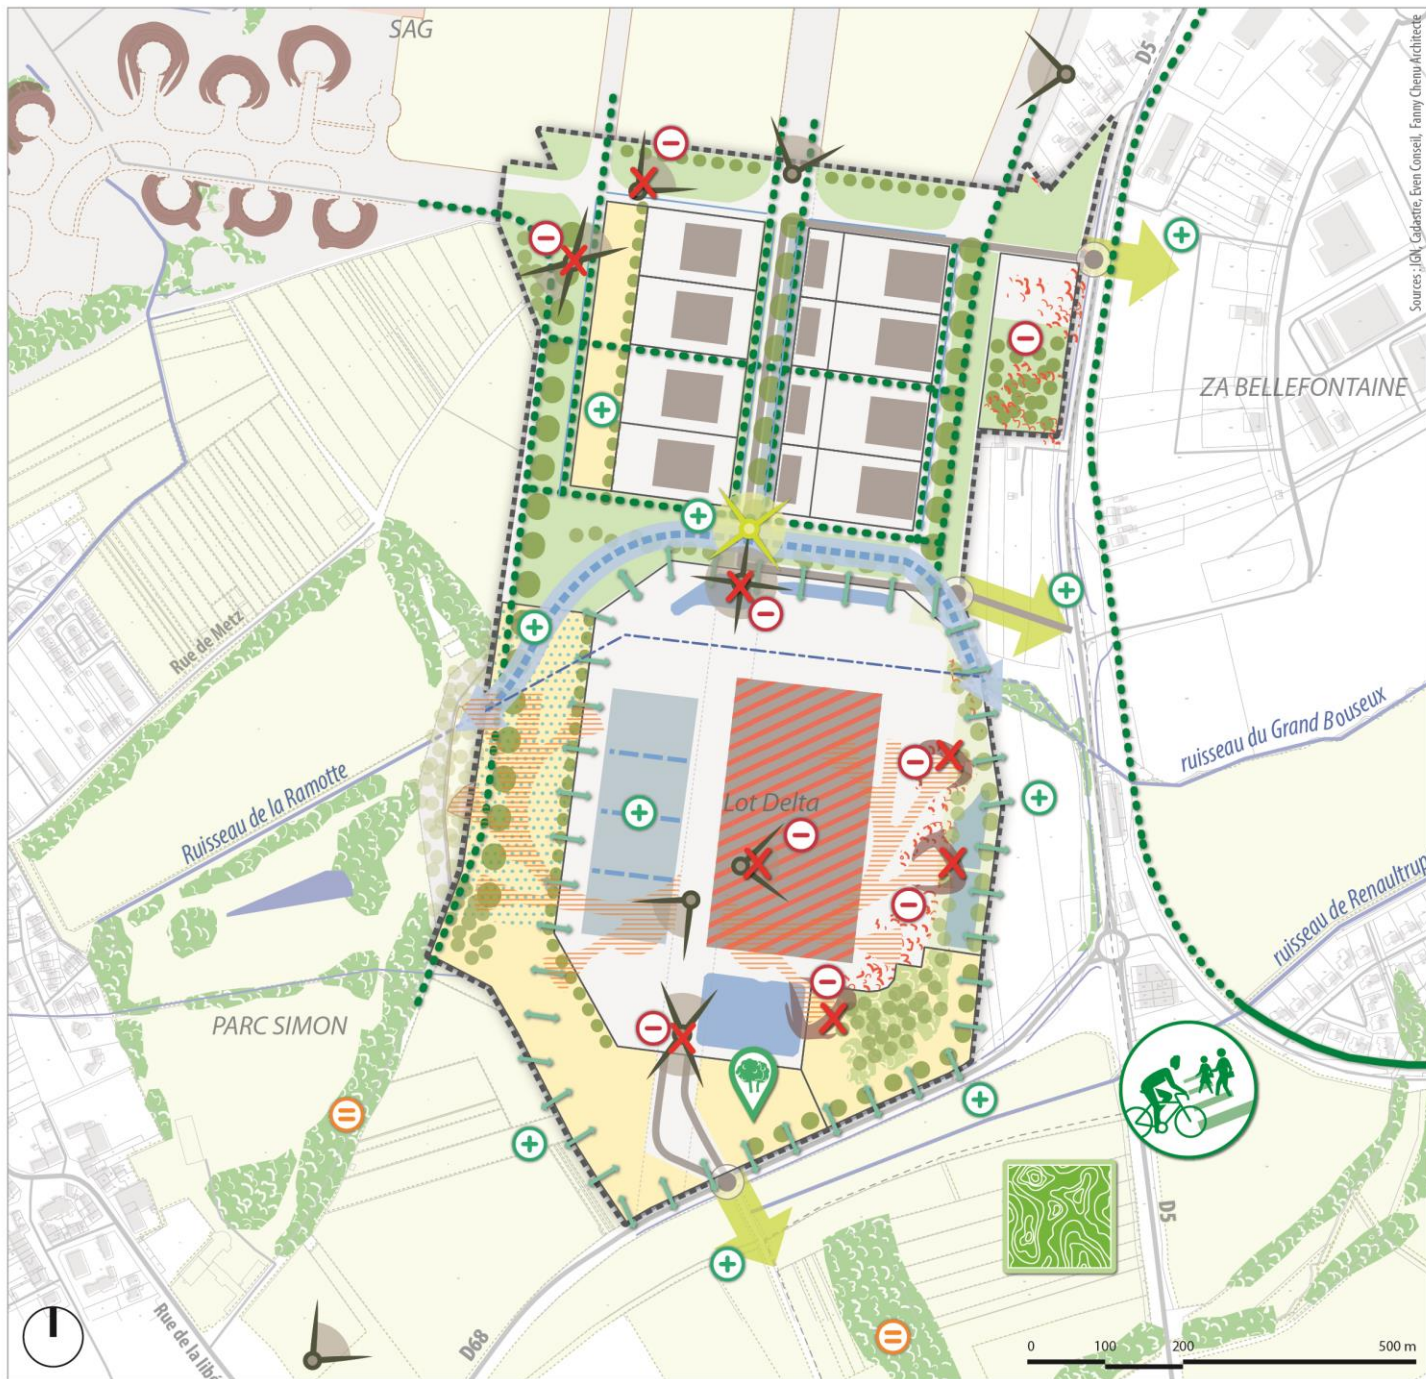 SAG
D5
Sources : IGN, Cadastre, Even Conseil, Fanny Chenu Architecte
ZA BELLEFONTAINE
Rue de Metz
ruisseau du Grand Bouseux
Ruisseau de la Ramotte
Lot Delta
ruisseau de Renaultrup
PARC SIMON
D5
Rue de la libé
D68
0 100 200 500 m